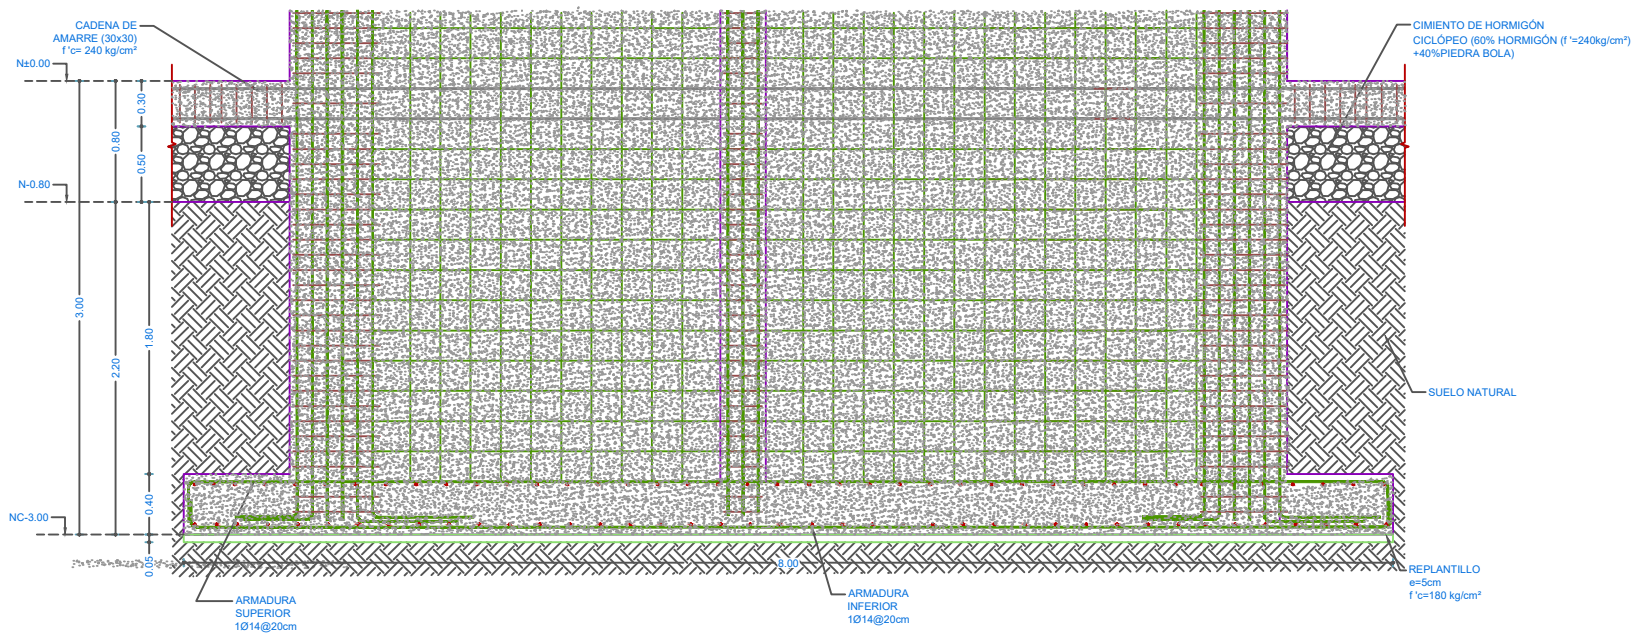 CADENA DE
AMARRE (30x30)
f 'c= 240 kg/cm²
CIMIENTO DE HORMIGÓN
CICLÓPEO (60% HORMIGÓN (f '=240kg/cm²)
+40%PIEDRA BOLA)
N±0.00
0.30
0.80
0.50
N-0.80
3.00
1.80
2.20
SUELO NATURAL
0.40
NC-3.00
0.05
8.00
REPLANTILLO
e=5cm
f 'c=180 kg/cm²
ARMADURA
SUPERIOR
1Ø14@20cm
ARMADURA
INFERIOR
1Ø14@20cm